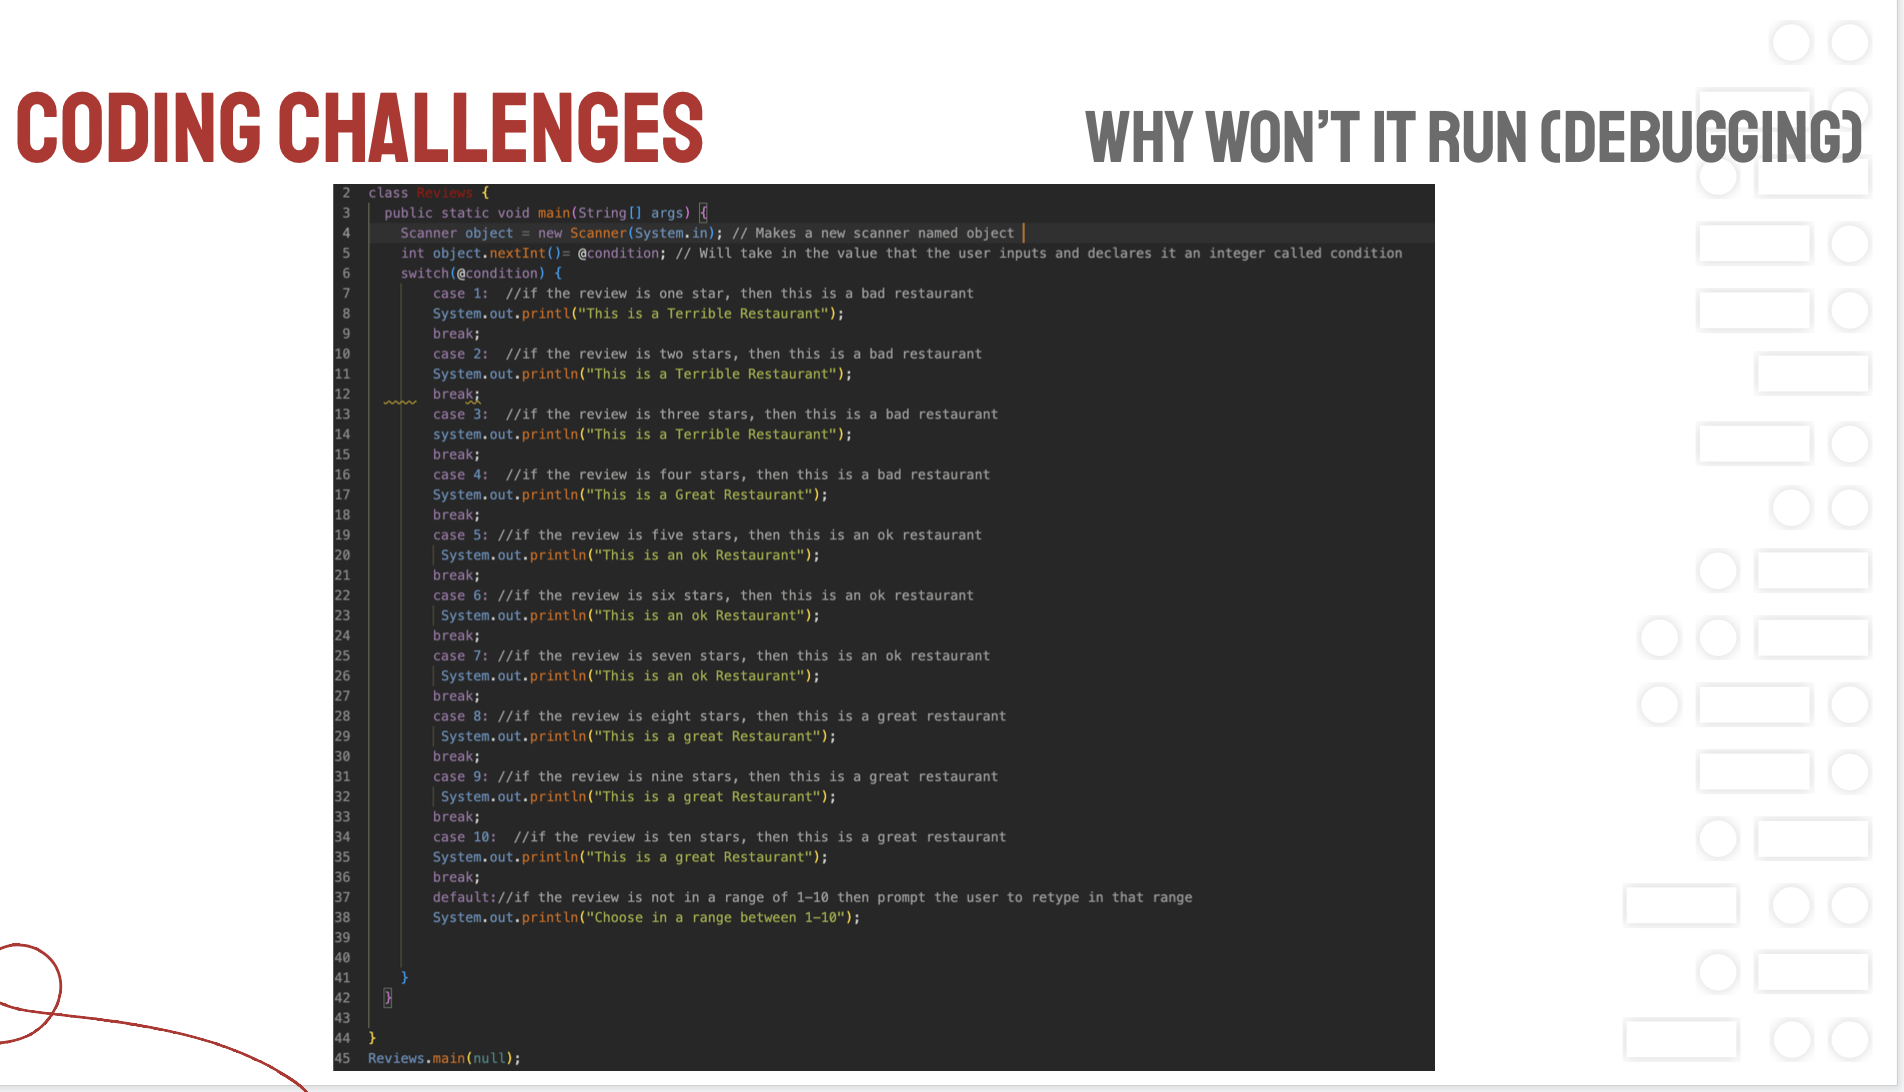 CODING CHALLENGES
WHY WON'T IT RUN (DEBUGGING)
2 class Reviews {
3 public static void main(String[] args) {
4 Scanner object = new Scanner(System.in); // Makes a new scanner named object
5 int object.nextInt()= @condition; // Will take in the value that the user inputs and declares it an integer called condition
6 switch(@condition) {
7 case 1: //if the review is one star, then this is a bad restaurant
8 System.out.printl("This is a Terrible Restaurant");
9 break;
10 case 2: //if the review is two stars, then this is a bad restaurant
11 System.out.println("This is a Terrible Restaurant");
12 break;
13 case 3: //if the review is three stars, then this is a bad restaurant
14 system.out.println("This is a Terrible Restaurant");
15 break;
16 case 4: //if the review is four stars, then this is a bad restaurant
17 System.out.println("This is a Great Restaurant");
18 break;
19 case 5: //if the review is five stars, then this is an ok restaurant
20 System.out.println("This is an ok Restaurant");
21 break;
22 case 6: //if the review is six stars, then this is an ok restaurant
23 System.out.println("This is an ok Restaurant");
24 break;
25 case 7: //if the review is seven stars, then this is an ok restaurant
26 System.out.println("This is an ok Restaurant");
27 break;
28 case 8: //if the review is eight stars, then this is a great restaurant
29 System.out.println("This is a great Restaurant");
30 break;
31 case 9: //if the review is nine stars, then this is a great restaurant
32 System.out.println("This is a great Restaurant");
33 break;
34 case 10: //if the review is ten stars, then this is a great restaurant
35 System.out.println("This is a great Restaurant");
36 break;
37 default://if the review is not in a range of 1-10 then prompt the user to retype in that range
38 System.out.println("Choose in a range between 1-10");
39
40
41 }
42 }
43
44 }
45 Reviews.main(null);